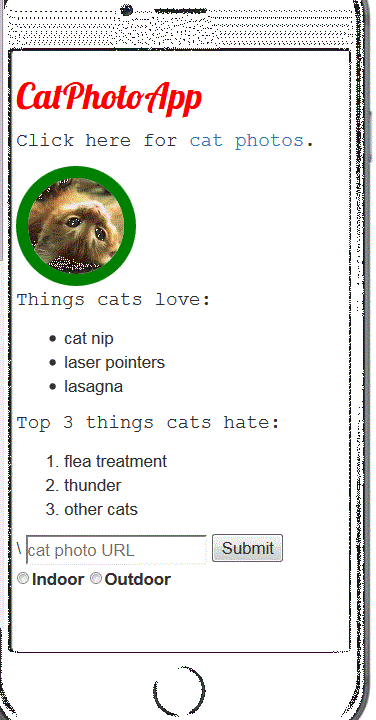 CatPhotoApp
Click here for cat photos.
Things cats love:
cat nip
laser pointers
lasagna
Top 3 things cats hate:
1. flea treatment
2. thunder
3. other cats
\ cat photo URL Submit
Indoor Outdoor